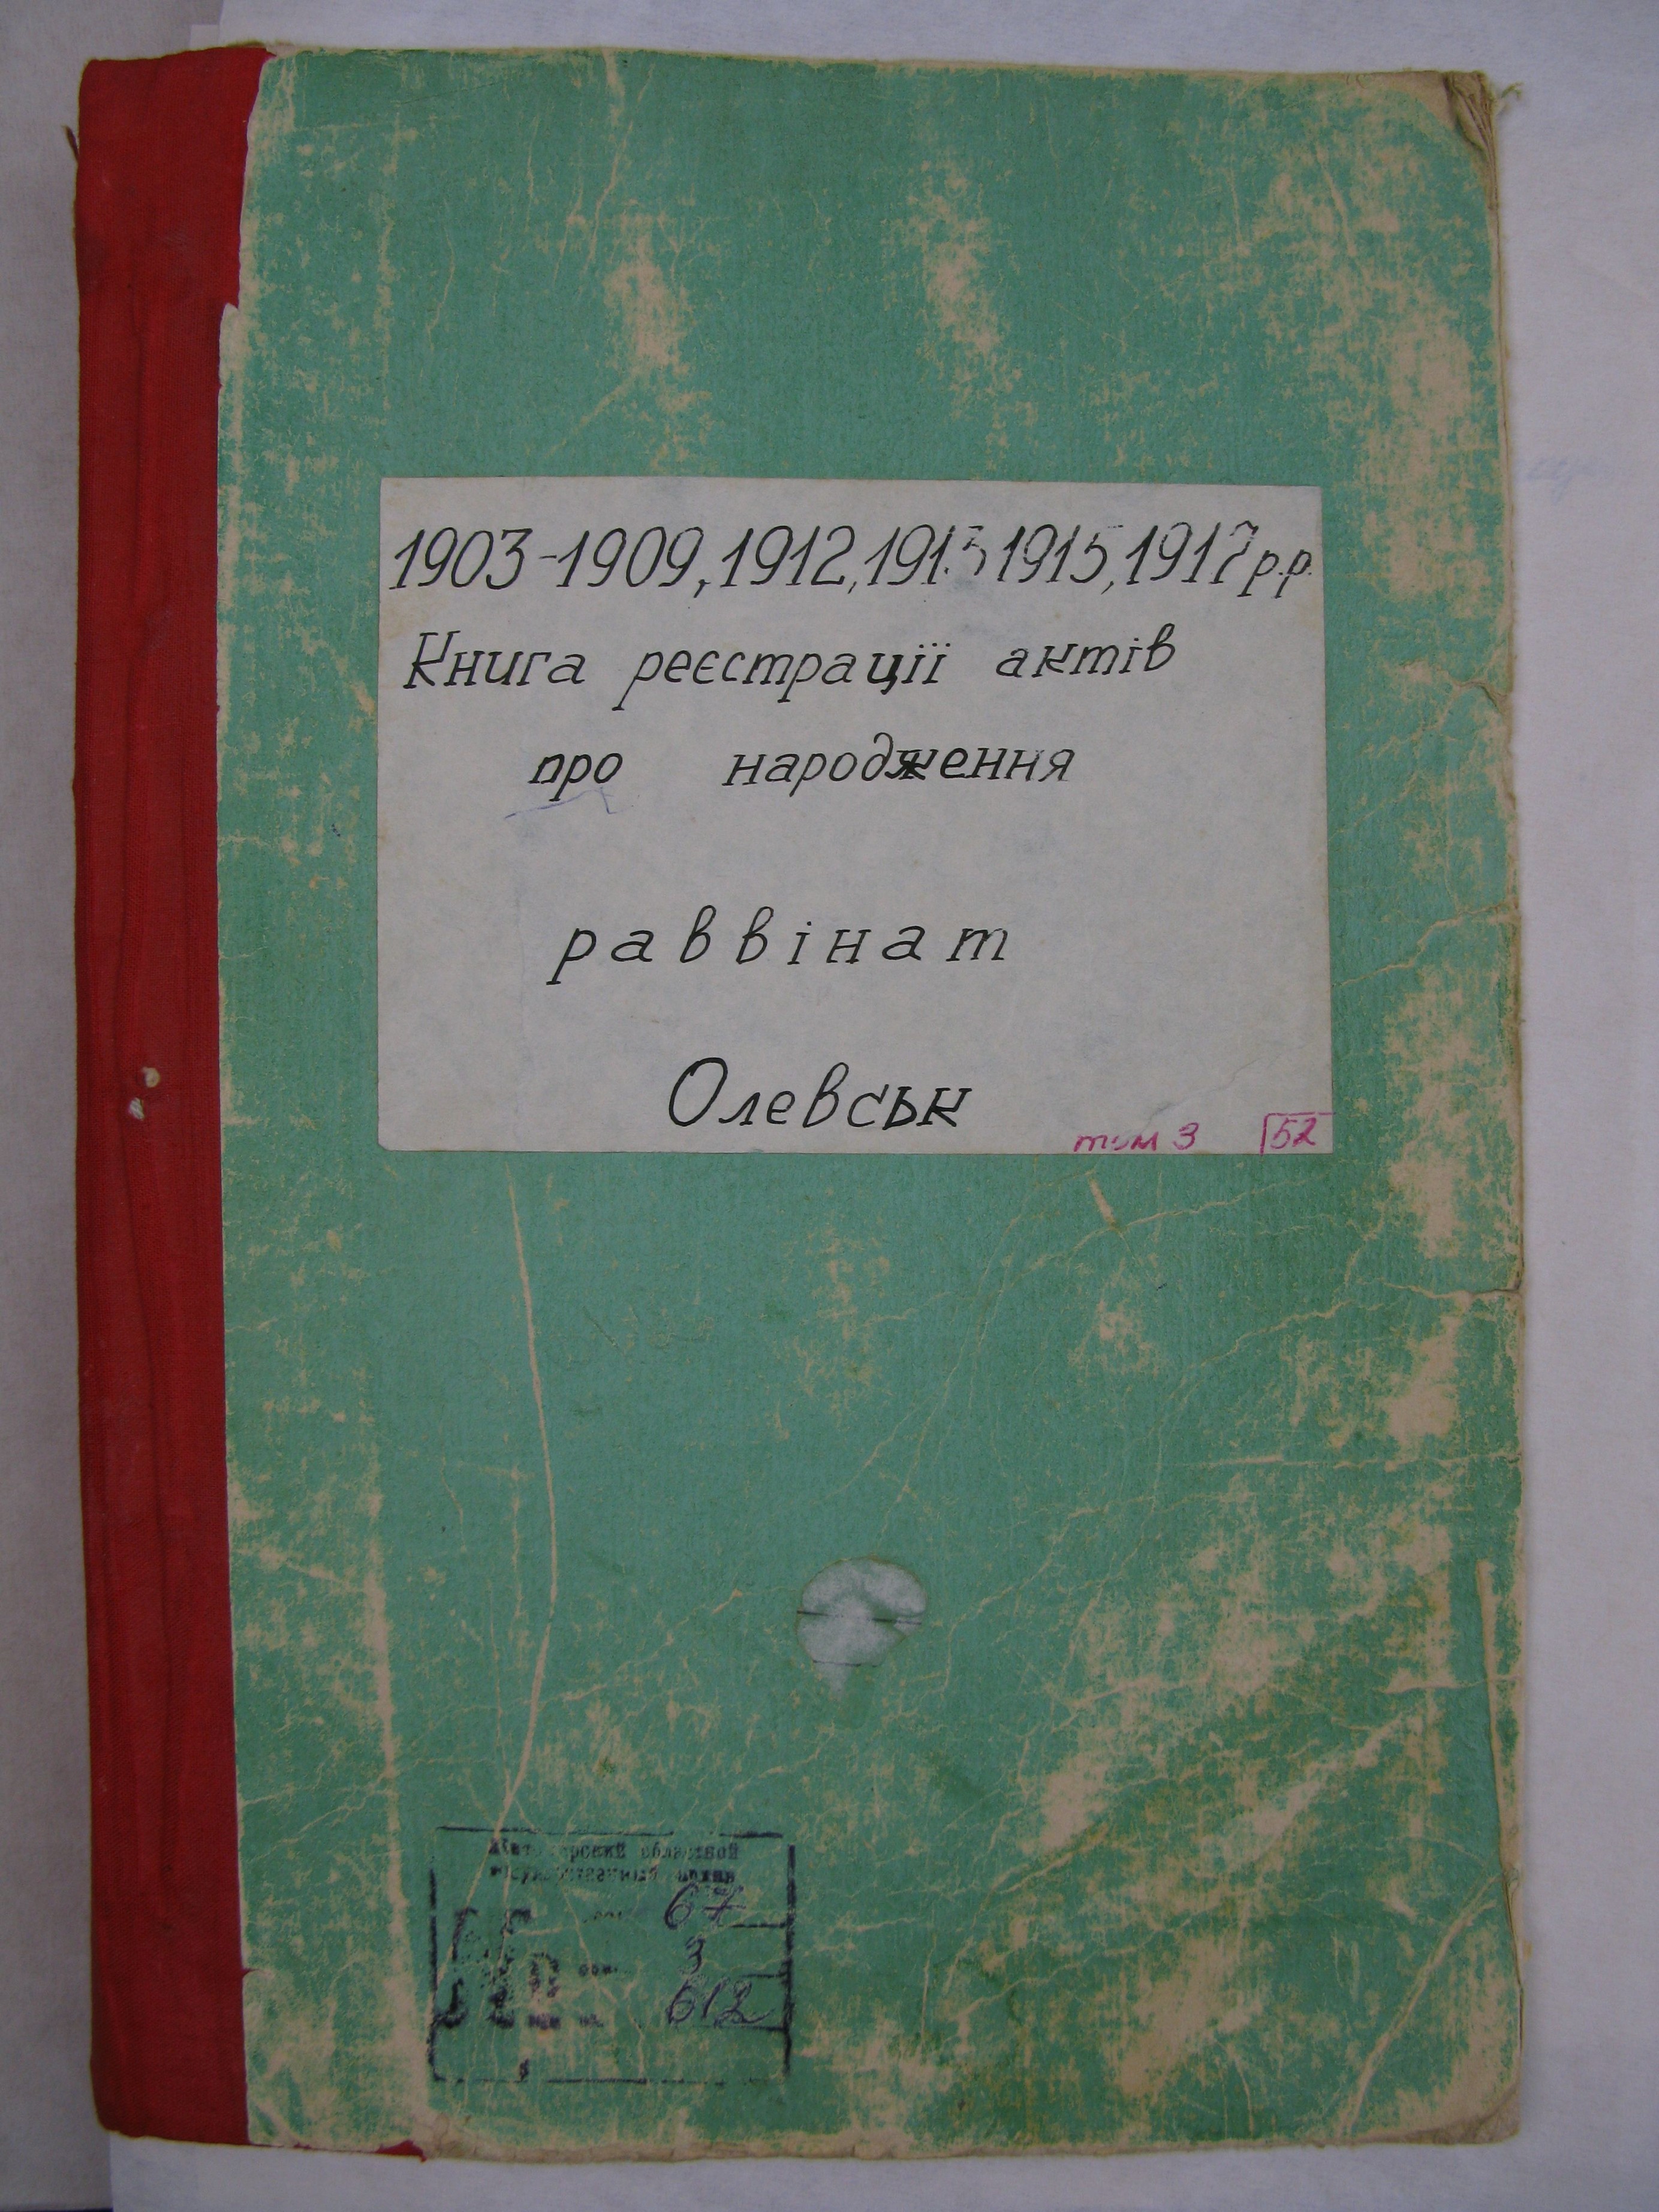 1903-1909, 1912, 1913 1915, 1917 р.р.
Книга реєстрації актів
про народження
раввінат
Олевськ
том 3 52
областной
67
3
612